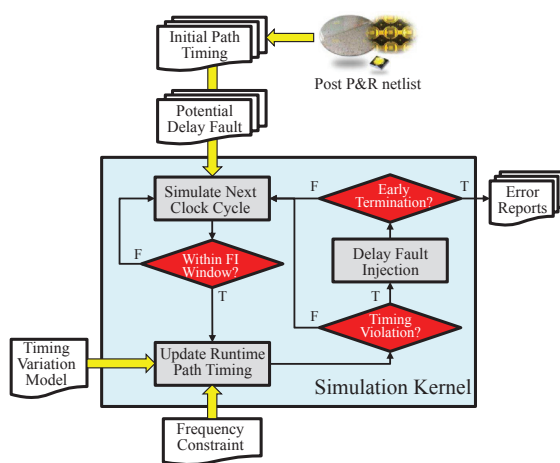 Initial Path
Timing
Post P&R netlist
Potential
Delay Fault
Simulate Next
Clock Cycle
F
Early
Termination?
T
Error
Reports
F
Within FI
Window?
T
Delay Fault
Injection
T
F
Timing
Violation?
Timing
Variation
Model
Update Runtime
Path Timing
Simulation Kernel
Frequency
Constraint